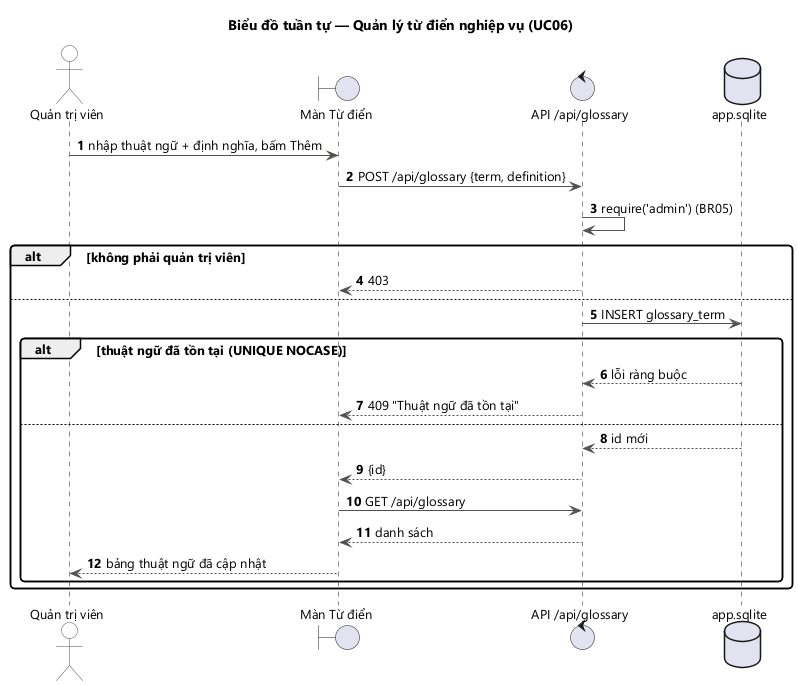 Biểu đồ tuần tự — Quản lý từ điển nghiệp vụ (UC06)
Quản trị viên
Màn Từ điển
API /api/glossary
app.sqlite
1 nhập thuật ngữ + định nghĩa, bấm Thêm
2 POST /api/glossary {term, definition}
3 require('admin') (BR05)
alt [không phải quản trị viên]
4 403
5 INSERT glossary_term
alt [thuật ngữ đã tồn tại (UNIQUE NOCASE)]
6 lỗi ràng buộc
7 409 "Thuật ngữ đã tồn tại"
8 id mới
9 {id}
10 GET /api/glossary
11 danh sách
12 bảng thuật ngữ đã cập nhật
Quản trị viên
Màn Từ điển
API /api/glossary
app.sqlite